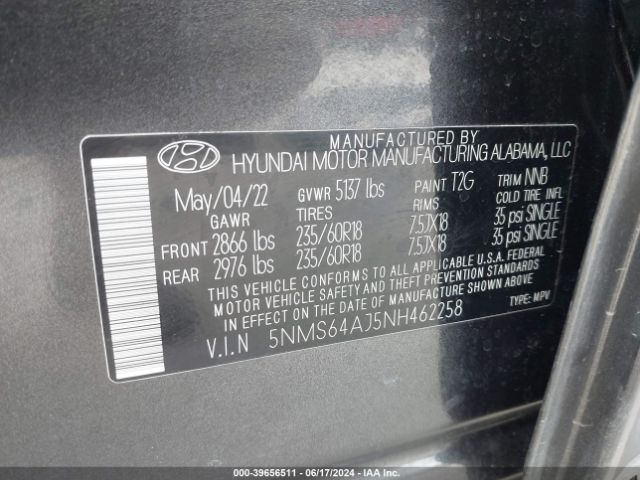 MANUFACTURED BY
HYUNDAI MOTOR MANUFACTURING ALABAMA, LLC
May/04/22 GVWR 5137 lbs PAINT T2G TRIM NNB
GAWR TIRES RIMS COLD TIRE INFL
FRONT 2866 lbs 235/60R18 7.5JX18 35 psi SINGLE
REAR 2976 lbs 235/60R18 7.5JX18 35 psi SINGLE
THIS VEHICLE CONFORMS TO ALL APPLICABLE U.S.A. FEDERAL
MOTOR VEHICLE SAFETY AND THEFT PREVENTION STANDARDS
IN EFFECT ON THE DATE OF MANUFACTURE SHOWN ABOVE.
V.I.N 5NMS64AJ5NH462258 TYPE: MPV
000-39656511 - 06/17/2024 - IAA Inc.